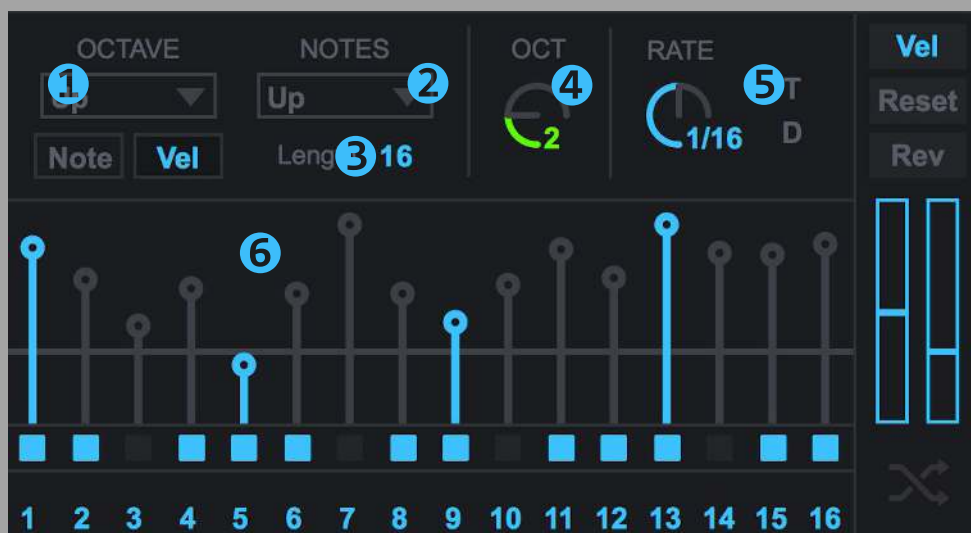 OCTAVE NOTES OCT RATE Vel
1 Up 2 4 5 T
Up Reset
Note Vel 3 16 2 1/16 D Rev
6
1 2 3 4 5 6 7 8 9 10 11 12 13 14 15 16